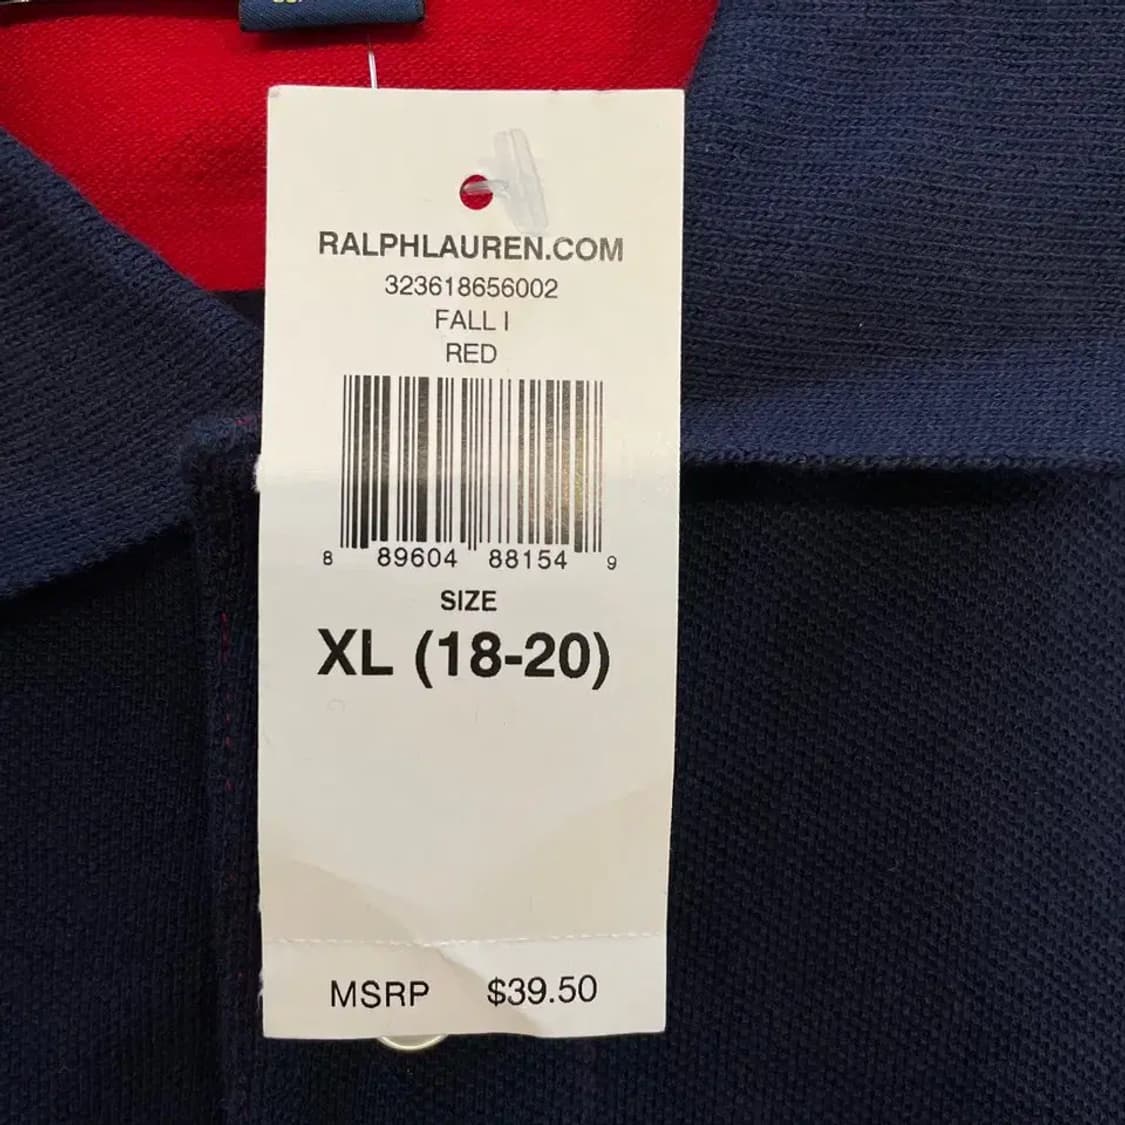 RALPHLAUREN.COM
323618656002
FALL I
RED
8 89604 88154 9
SIZE
XL (18-20)
MSRP $39.50